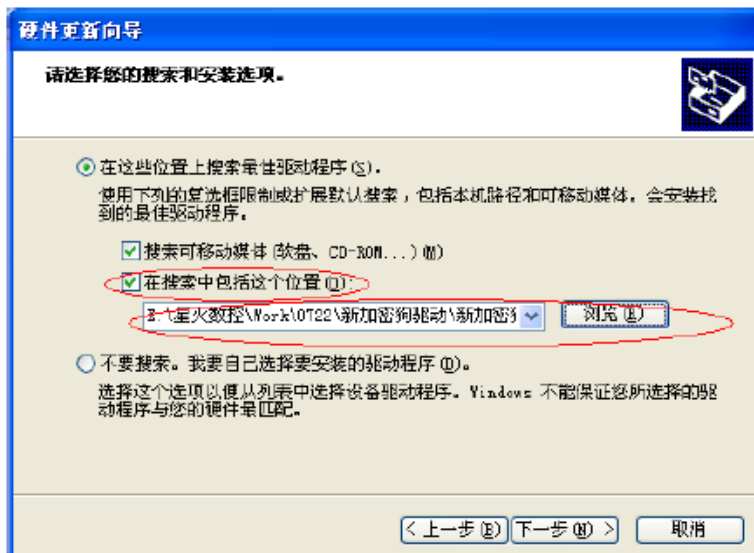 硬件更新向导
请选择您的搜索和安装选项。
在这些位置上搜索最佳驱动程序(S)。
使用下列的复选框限制或扩展默认搜索，包括本机路径和可移动媒体。会安装找
到的最佳驱动程序。
搜索可移动媒体(软盘、CD-ROM...)(M)
在搜索中包括这个位置(O):
E:\星火数控\Work\0722\新加密狗驱动\新加密狗
浏览(R)
不要搜索。我要自己选择要安装的驱动程序(D)。
选择这个选项以便从列表中选择设备驱动程序。Windows 不能保证您所选择的驱
动程序与您的硬件最匹配。
< 上一步(B) 下一步(N) > 取消